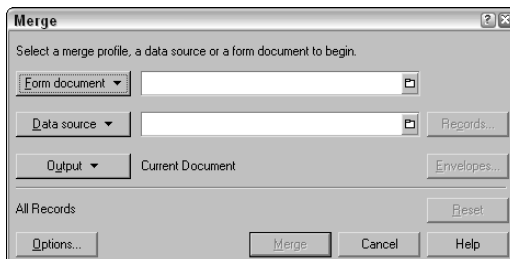 Merge
Select a merge profile, a data source or a form document to begin.
Form document
Data source
Records...
Output
Current Document
Envelopes...
All Records
Reset
Options...
Merge
Cancel
Help